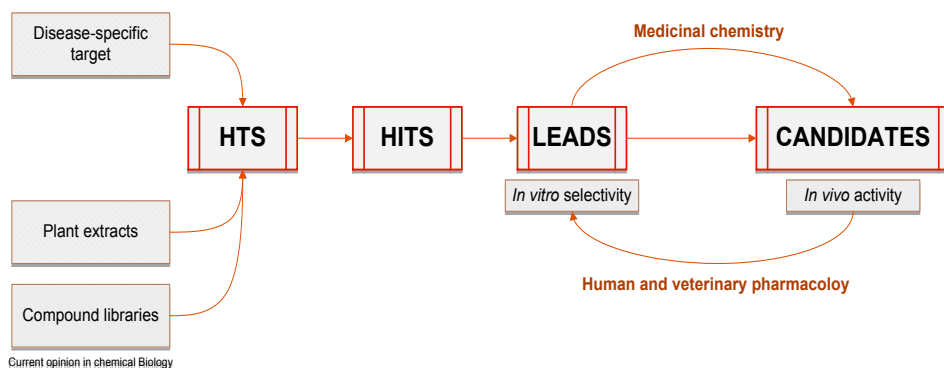 Disease-specific
target
Medicinal chemistry
HTS
HITS
LEADS
CANDIDATES
In vitro selectivity
In vivo activity
Plant extracts
Human and veterinary pharmacoloy
Compound libraries
Current opinion in chemical Biology